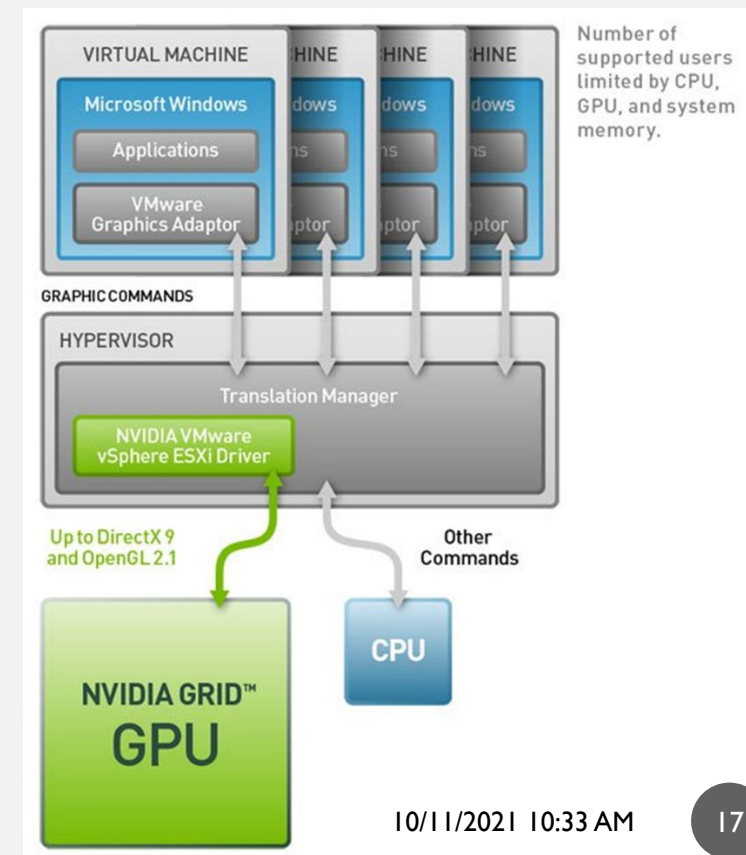 VIRTUAL MACHINE
HINE
HINE
HINE
Number of
supported users
limited by CPU,
GPU, and system
memory.
Microsoft Windows
dows
dows
dows
Applications
ns
ns
ns
VMware
Graphics Adaptor
ptor
ptor
ptor
GRAPHIC COMMANDS
HYPERVISOR
Translation Manager
NVIDIA VMware
vSphere ESXi Driver
Up to DirectX 9
and OpenGL 2.1
Other
Commands
NVIDIA GRID™
GPU
CPU
10/11/2021 10:33 AM
17